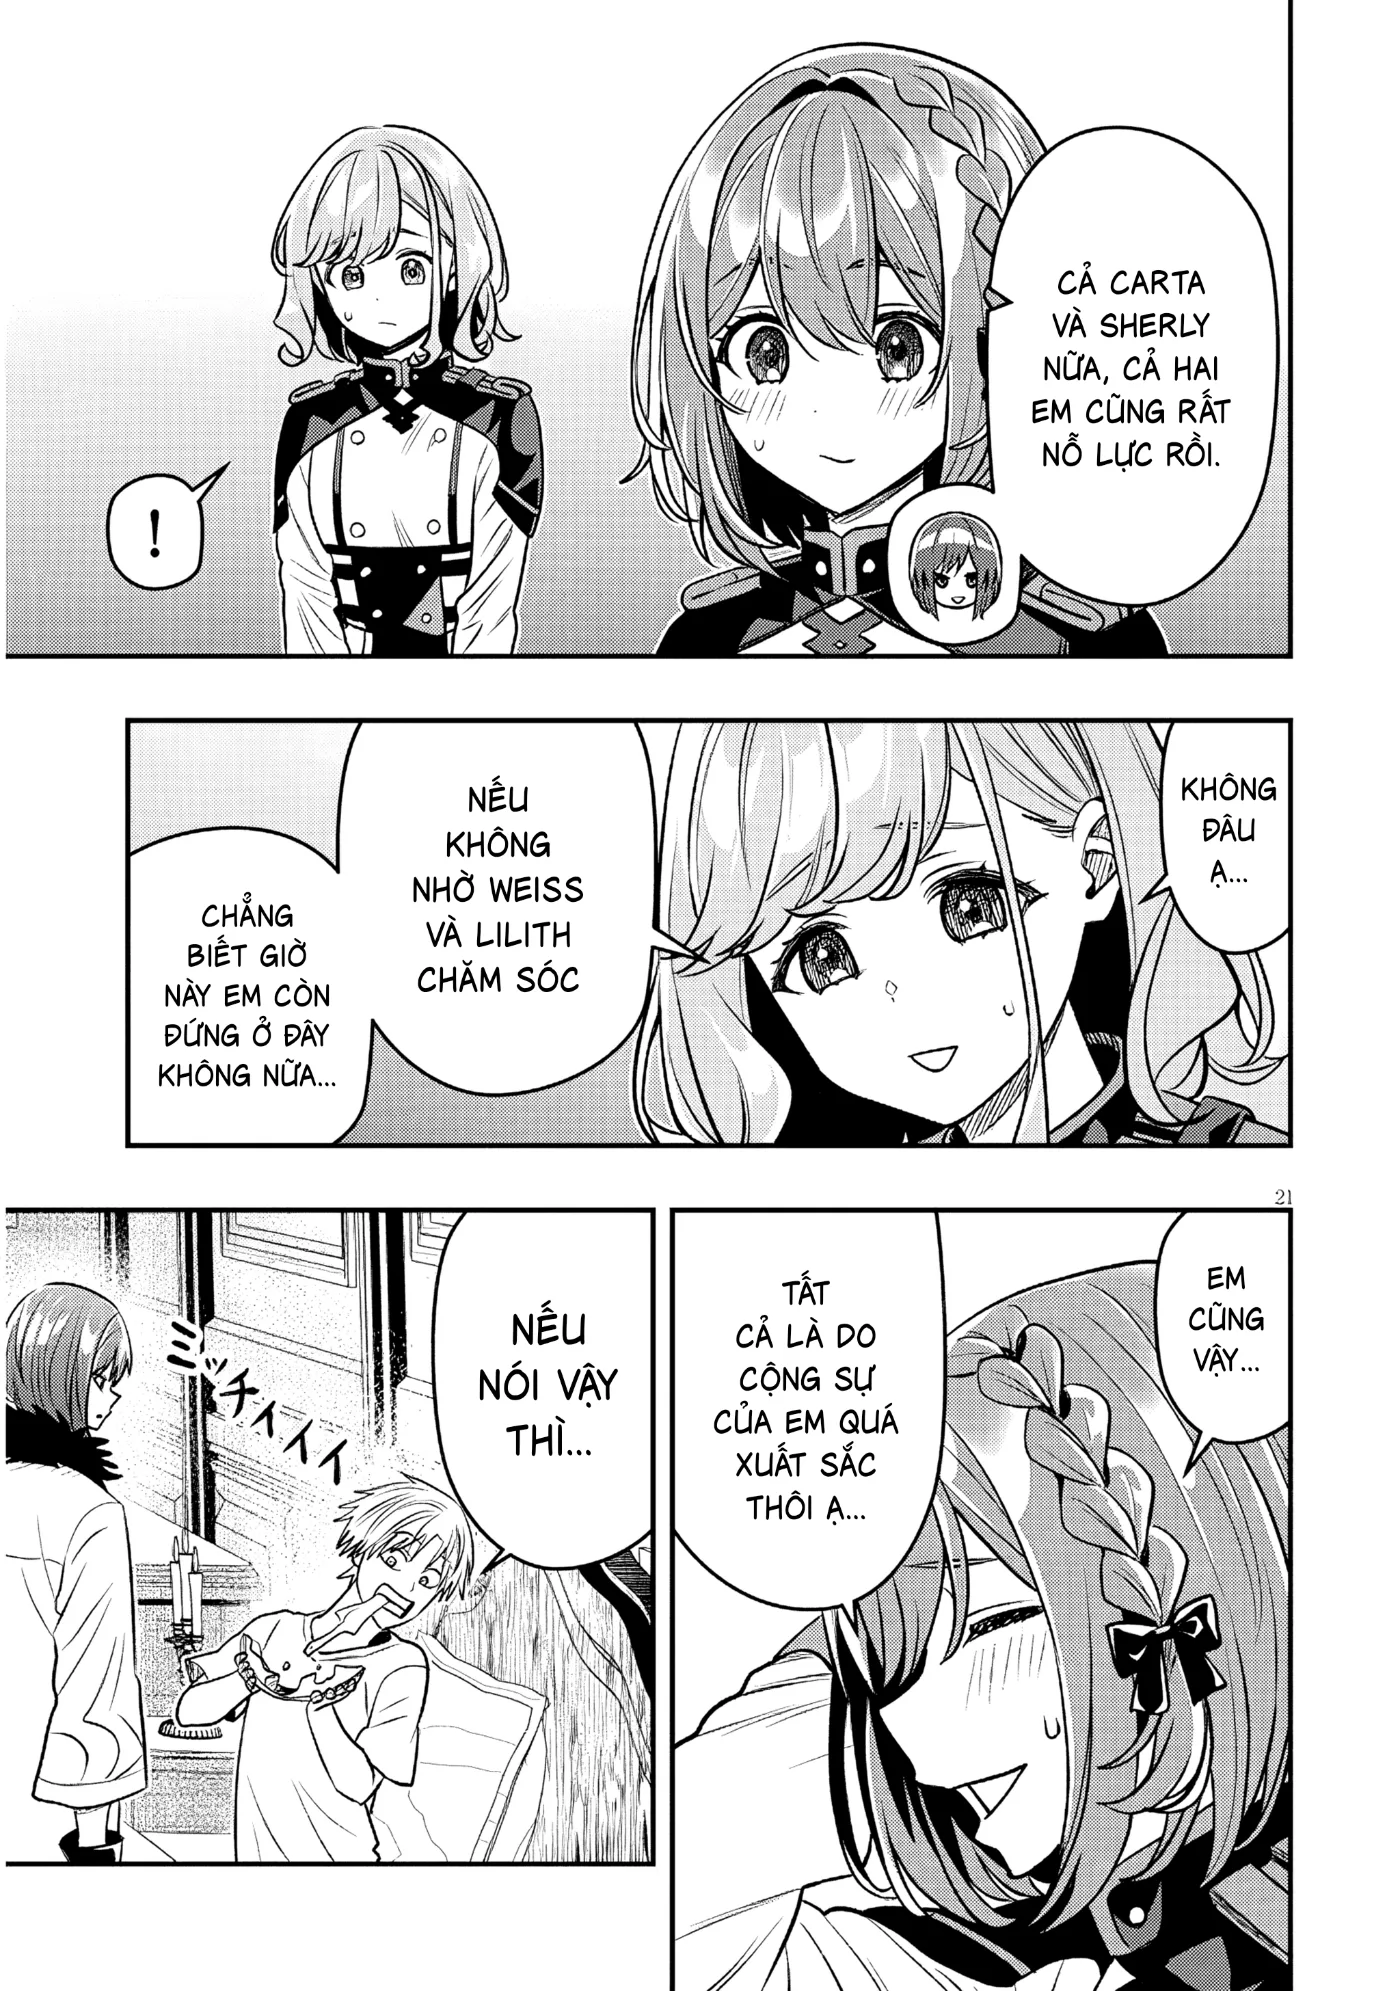 CẢ CARTA
VÀ SHERLY
NỮA, CẢ HAI
EM CŨNG RẤT
NỖ LỰC RỒI.
!
KHÔNG
ĐÂU
Ạ...
NẾU
KHÔNG
NHỜ WEISS
VÀ LILITH
CHĂM SÓC
CHẲNG
BIẾT GIỜ
NÀY EM CÒN
ĐỨNG Ở ĐÂY
KHÔNG NỮA...
21
EM
CŨNG
VẬY...
TẤT
CẢ LÀ DO
CỘNG SỰ
CỦA EM QUÁ
XUẤT SẮC
THÔI Ạ...
NẾU
NÓI VẬY
THÌ...
ミッチィイイ